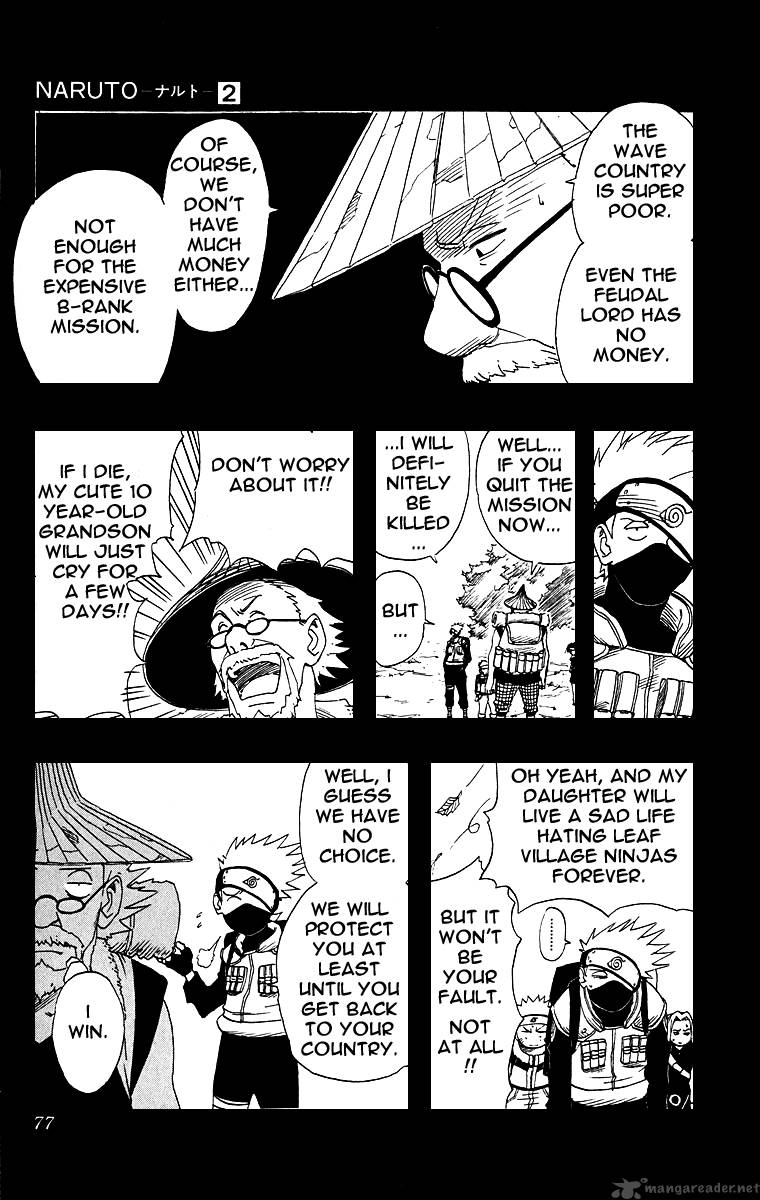 NARUTO —ナルト— 2
THE
WAVE
COUNTRY
IS SUPER
POOR.
EVEN THE
FEUDAL
LORD HAS
NO
MONEY.
OF
COURSE,
WE
DON'T
HAVE
MUCH
MONEY
EITHER...
NOT
ENOUGH
FOR THE
EXPENSIVE
B-RANK
MISSION.
WELL...
IF YOU
QUIT THE
MISSION
NOW...
...I WILL
DEFI-
NITELY
BE
KILLED
...
BUT
...
DON'T WORRY
ABOUT IT!!
IF I DIE,
MY CUTE 10
YEAR-OLD
GRANDSON
WILL JUST
CRY FOR
A FEW
DAYS!!
OH YEAH, AND MY
DAUGHTER WILL
LIVE A SAD LIFE
HATING LEAF
VILLAGE NINJAS
FOREVER.
BUT IT
WON'T
BE
YOUR
FAULT.
NOT
AT ALL
!!
........
WELL, I
GUESS
WE HAVE
NO
CHOICE.
WE WILL
PROTECT
YOU AT
LEAST
UNTIL YOU
GET BACK
TO YOUR
COUNTRY.
I
WIN.
77
mangareader.net